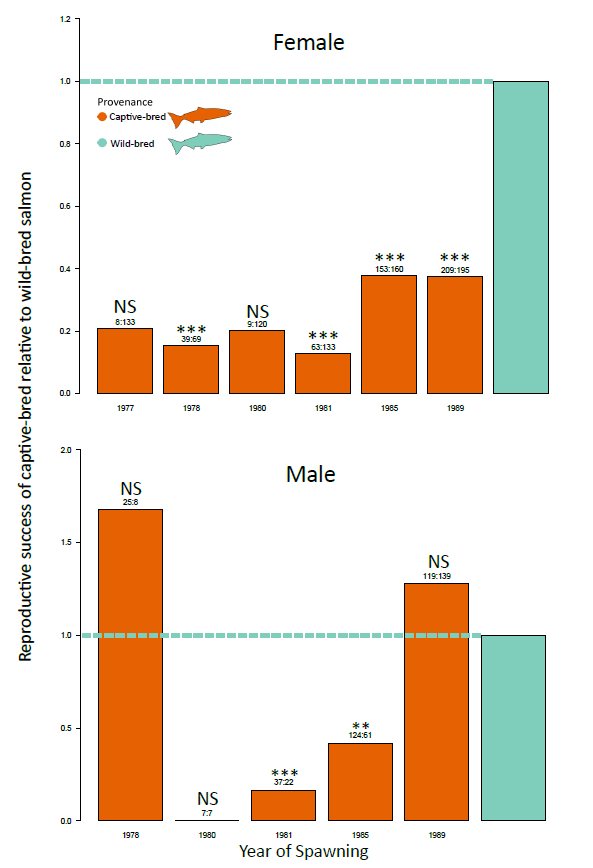 Reproductive success of captive-bred relative to wild-bred salmon
Female
1.2
1.0
0.8
0.6
0.4
0.2
0.0
Provenance
Captive-bred
Wild-bred
NS
8:133
***
39:69
NS
9:120
***
63:133
***
153:160
***
209:195
1977 1978 1980 1981 1985 1989
Male
2.0
1.5
1.0
0.5
0.0
NS
25:8
NS
7:7
***
37:22
**
124:61
NS
119:139
1978 1980 1981 1985 1989
Year of Spawning